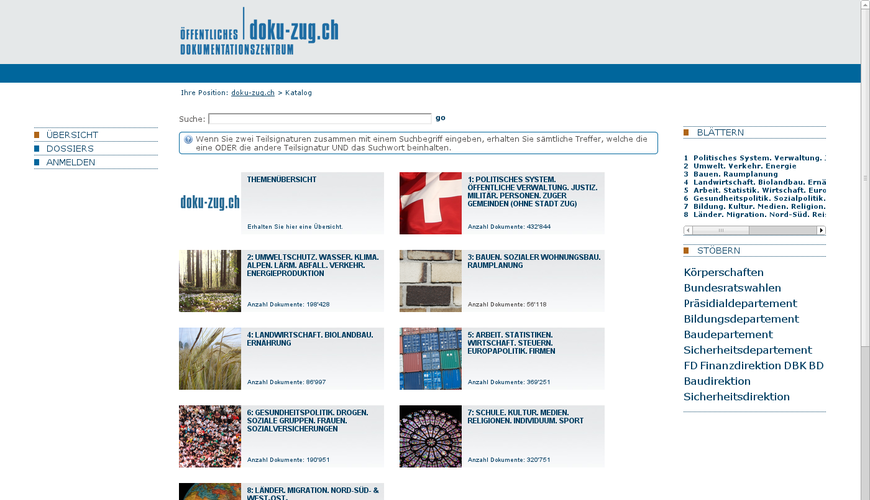 ÖFFENTLICHES doku-zug.ch
DOKUMENTATIONSZENTRUM
Ihre Position: doku-zug.ch > Katalog
Suche: go
Wenn Sie zwei Teilsignaturen zusammen mit einem Suchbegriff eingeben, erhalten Sie sämtliche Treffer, welche die
eine ODER die andere Teilsignatur UND das Suchwort beinhalten.
ÜBERSICHT
DOSSIERS
ANMELDEN
doku-zug.ch
THEMENÜBERSICHT
Erhalten Sie hier eine Übersicht.
1: POLITISCHES SYSTEM.
ÖFFENTLICHE VERWALTUNG. JUSTIZ.
MILITÄR. PERSONEN. ZUGER
GEMEINDEN (OHNE STADT ZUG)
Anzahl Dokumente: 432'844
2: UMWELTSCHUTZ. WASSER. KLIMA.
ALPEN. LÄRM. ABFALL. VERKEHR.
ENERGIEPRODUKTION
Anzahl Dokumente: 198'428
3: BAUEN. SOZIALER WOHNUNGSBAU.
RAUMPLANUNG
Anzahl Dokumente: 56'118
4: LANDWIRTSCHAFT. BIOLANDBAU.
ERNÄHRUNG
Anzahl Dokumente: 86'997
5: ARBEIT. STATISTIKEN.
WIRTSCHAFT. STEUERN.
EUROPAPOLITIK. FIRMEN
Anzahl Dokumente: 369'251
6: GESUNDHEITSPOLITIK. DROGEN.
SOZIALE GRUPPEN. FRAUEN.
SOZIALVERSICHERUNGEN
Anzahl Dokumente: 190'951
7: SCHULE. KULTUR. MEDIEN.
RELIGIONEN. INDIVIDUUM. SPORT
Anzahl Dokumente: 320'751
8: LÄNDER. MIGRATION. NORD-SÜD- &
WEST-OST.
BLÄTTERN
1 Politisches System. Verwaltung.
2 Umwelt. Verkehr. Energie
3 Bauen. Raumplanung
4 Landwirtschaft. Biolandbau. Ernä
5 Arbeit. Statistik. Wirtschaft. Euro
6 Gesundheitspolitik. Sozialpolitik.
7 Bildung. Kultur. Medien. Religion.
8 Länder. Migration. Nord-Süd. Reis
STÖBERN
Körperschaften
Bundesratswahlen
Präsidialdepartement
Bildungsdepartement
Baudepartement
Sicherheitsdepartement
FD Finanzdirektion DBK BD
Baudirektion
Sicherheitsdirektion